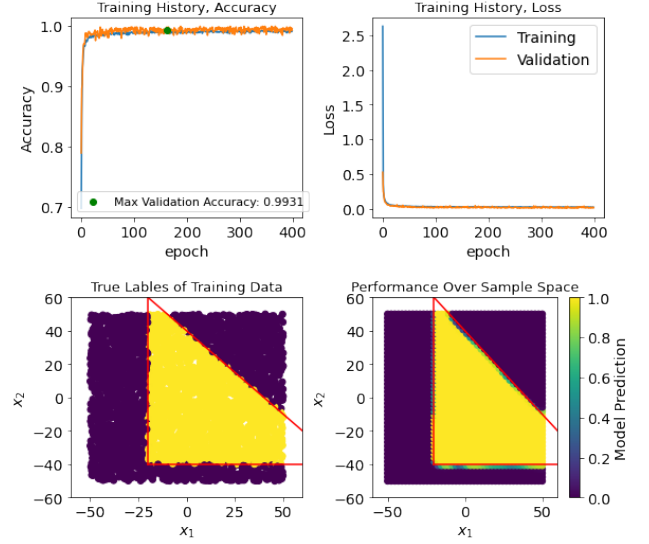 Training History, Accuracy
Accuracy
1.0
0.9
0.8
0.7
Max Validation Accuracy: 0.9931
0 100 200 300 400
epoch
Training History, Loss
Loss
2.5
2.0
1.5
1.0
0.5
0.0
Training
Validation
0 100 200 300 400
epoch
True Lables of Training Data
x2
60
40
20
0
−20
−40
−60
−50 −25 0 25 50
x1
Performance Over Sample Space
x2
60
40
20
0
−20
−40
−60
−50 0 50
x1
1.0
0.8
0.6
0.4
0.2
0.0
Model Prediction